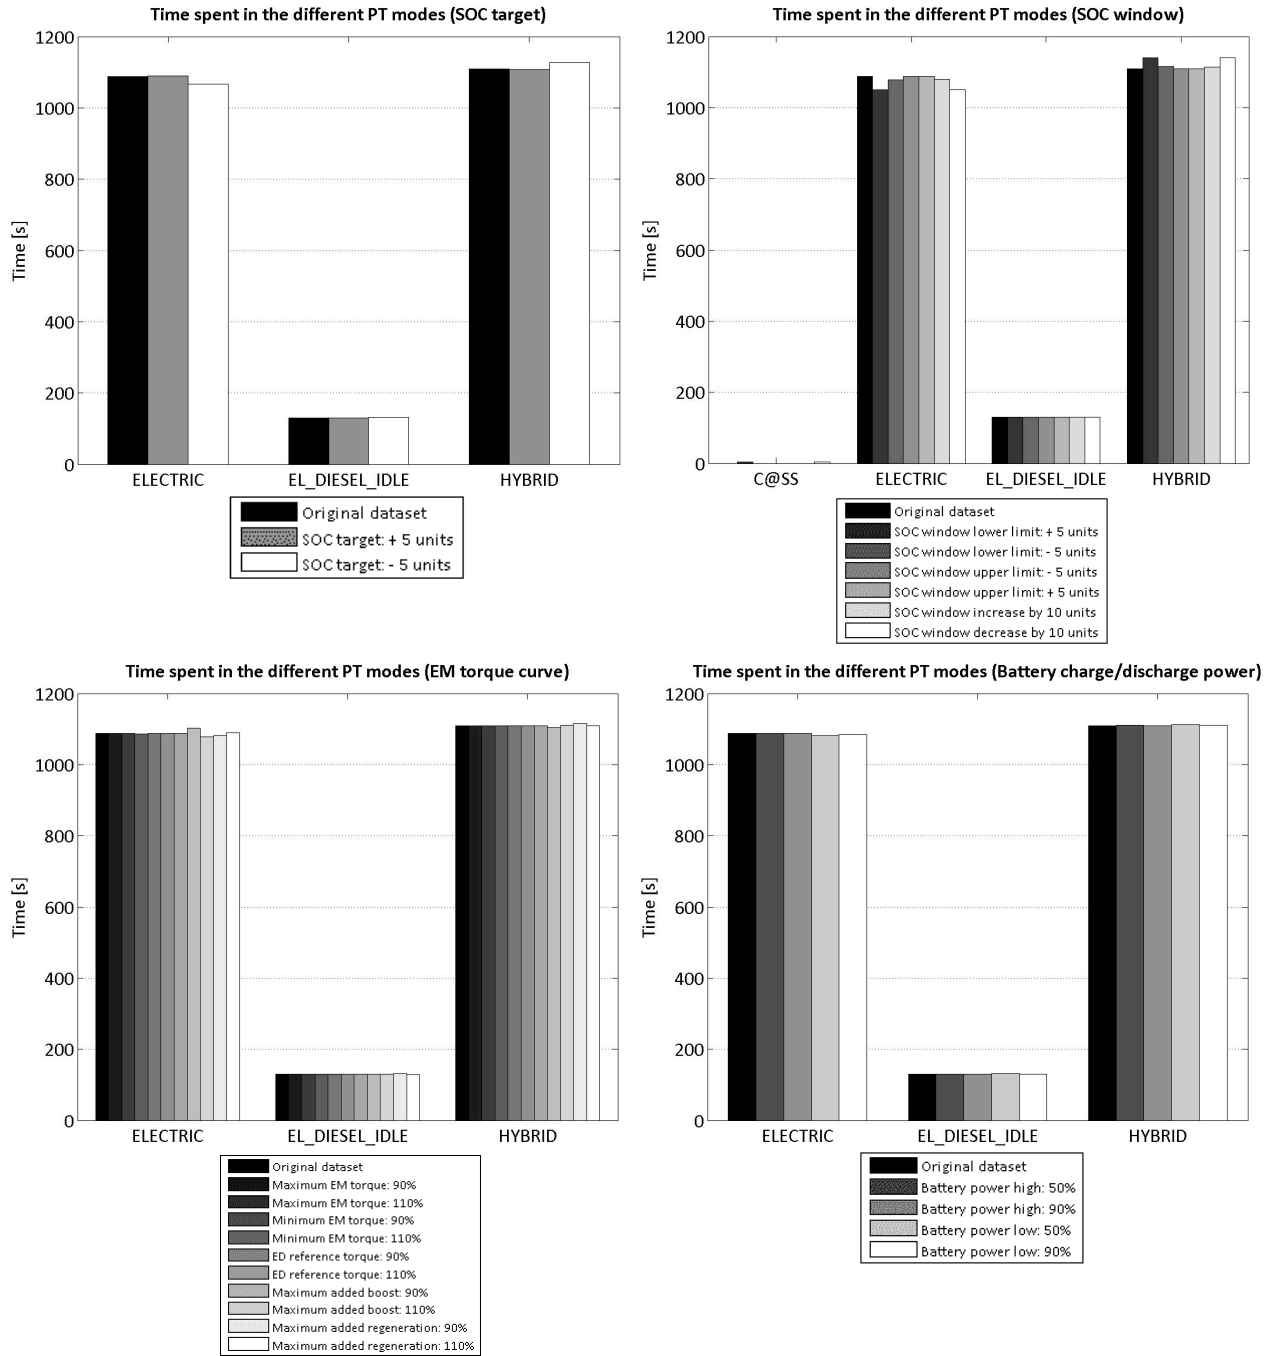 Time spent in the different PT modes (SOC target)
1200
1000
800
600
400
200
0
Time [s]
ELECTRIC
EL_DIESEL_IDLE
HYBRID
Original dataset
SOC target: + 5 units
SOC target: - 5 units
Time spent in the different PT modes (SOC window)
1200
1000
800
600
400
200
0
Time [s]
C@SS
ELECTRIC
EL_DIESEL_IDLE
HYBRID
Original dataset
SOC window lower limit: + 5 units
SOC window lower limit: - 5 units
SOC window upper limit: - 5 units
SOC window upper limit: + 5 units
SOC window increase by 10 units
SOC window decrease by 10 units
Time spent in the different PT modes (EM torque curve)
1200
1000
800
600
400
200
0
Time [s]
ELECTRIC
EL_DIESEL_IDLE
HYBRID
Original dataset
Maximum EM torque: 90%
Maximum EM torque: 110%
Minimum EM torque: 90%
Minimum EM torque: 110%
ED reference torque: 90%
ED reference torque: 110%
Maximum added boost: 90%
Maximum added boost: 110%
Maximum added regeneration: 90%
Maximum added regeneration: 110%
Time spent in the different PT modes (Battery charge/discharge power)
1200
1000
800
600
400
200
0
Time [s]
ELECTRIC
EL_DIESEL_IDLE
HYBRID
Original dataset
Battery power high: 50%
Battery power high: 90%
Battery power low: 50%
Battery power low: 90%